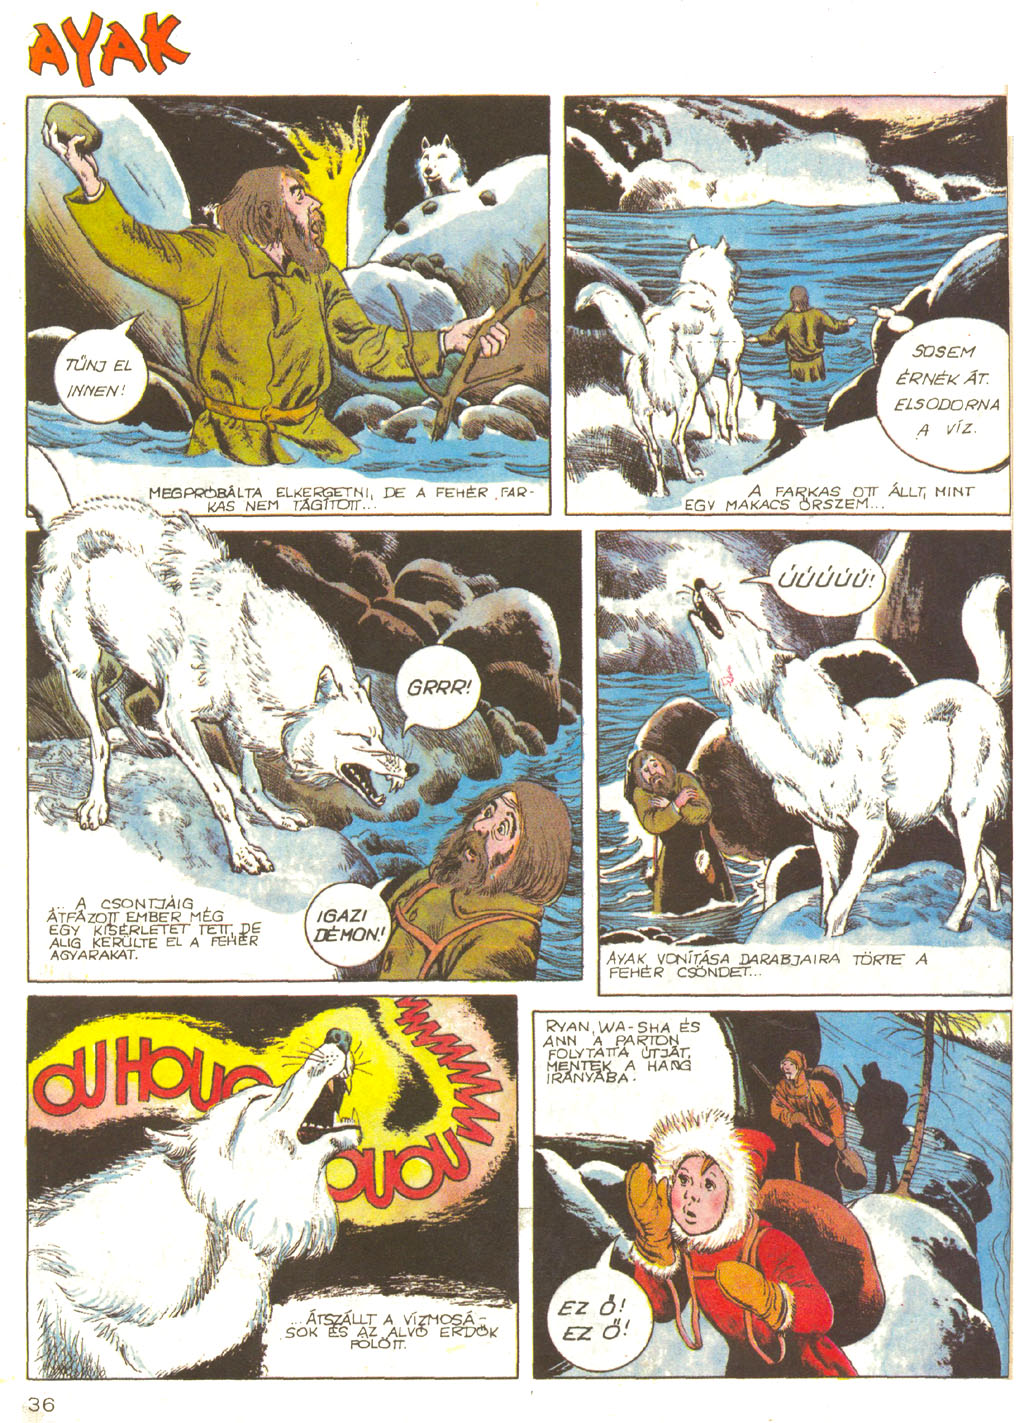 AYAK
TŰNJ EL
INNEN!
MEGPRÓBÁLTA ELKERGETNI, DE A FEHÉR FAR-
KAS NEM TÁGÍTOTT...
SOSEM
ÉRNÉK ÁT.
ELSODORNA
A VÍZ.
A FARKAS OTT ÁLLT, MINT
EGY MAKACS ŐRSZEM...
GRRR!
IGAZI
DÉMON!
... A CSONTJÁIG
ÁTFÁZOTT EMBER MÉG
EGY KÍSÉRLETET TETT, DE
ALIG KERÜLTE EL A FEHÉR
AGYARAKAT.
ÚÚÚÚÚ!
AYAK VONÍTÁSA DARABJAIRA TÖRTE A
FEHÉR CSÖNDET...
OU HOUO
OUOU
...ÁTSZÁLLT A VÍZMOSÁ-
SOK ÉS AZ ALVÓ ERDŐK
FÖLÖTT.
RYAN, WA-SHA ÉS
ANN A PARTON
FOLYTATTA ÚTJÁT,
MENTEK A HANG
IRÁNYÁBA.
EZ Ő!
EZ Ő!
36